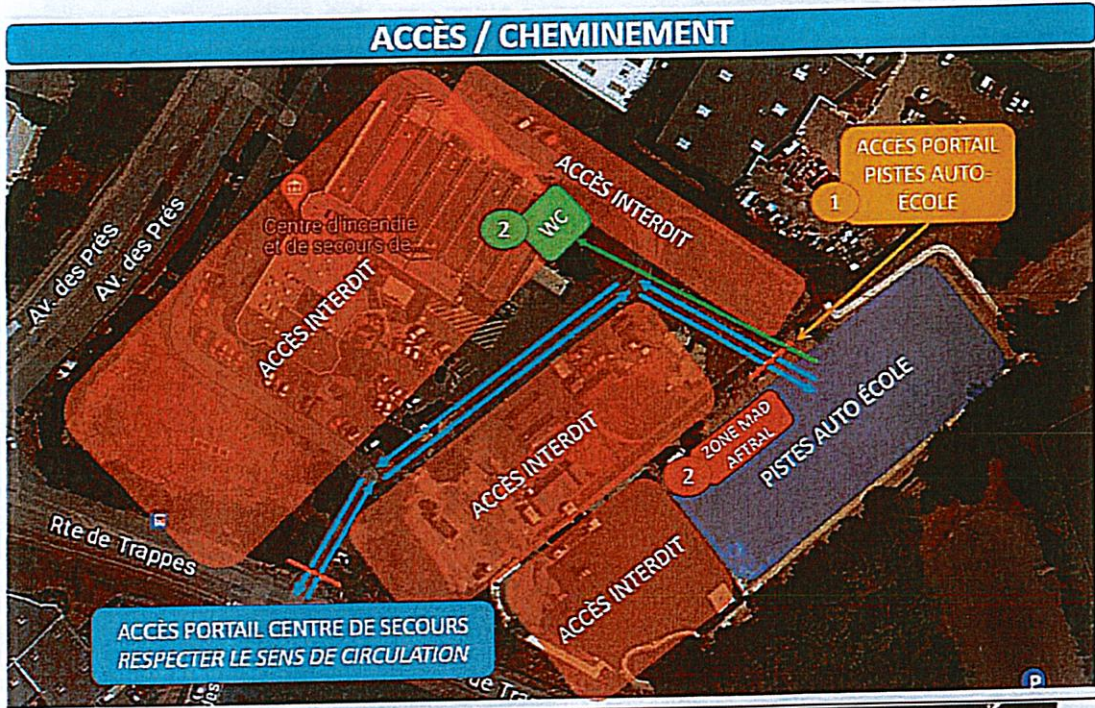 ACCÈS / CHEMINEMENT
ACCÈS PORTAIL
PISTES AUTO-
ÉCOLE
1
ACCÈS INTERDIT
2
WC
Centre d'incendie
et de secours de...
Av. des Prés
Av. des Prés
ACCÈS INTERDIT
PISTES AUTO ÉCOLE
2
ZONE MAD
AFTRAL
ACCÈS INTERDIT
ACCÈS INTERDIT
Rte de Trappes
ACCÈS PORTAIL CENTRE DE SECOURS
RESPECTER LE SENS DE CIRCULATION
P